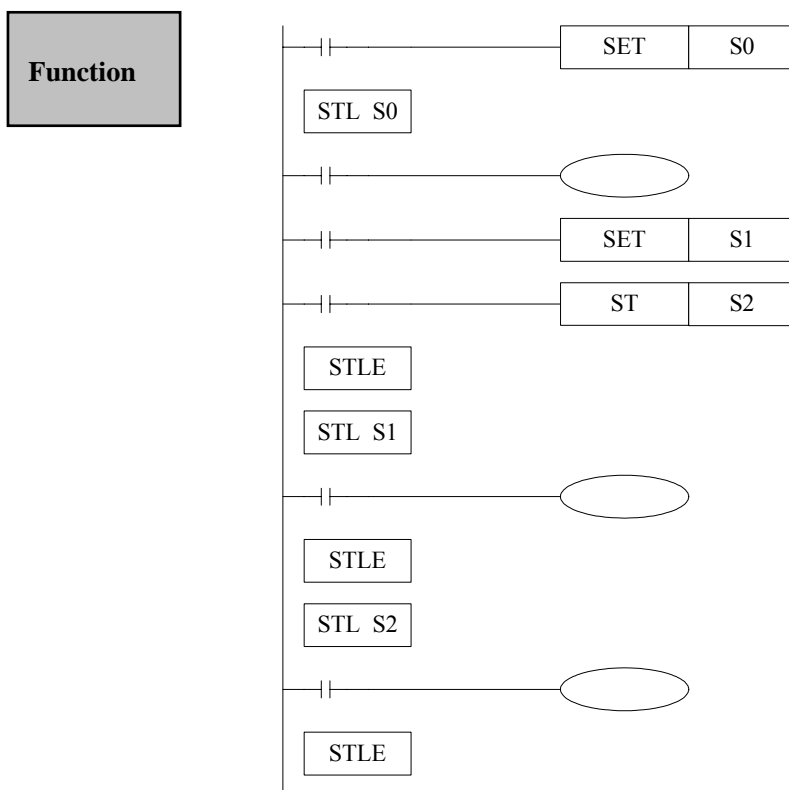 Function
SET S0
STL S0
SET S1
ST S2
STLE
STL S1
STLE
STL S2
STLE